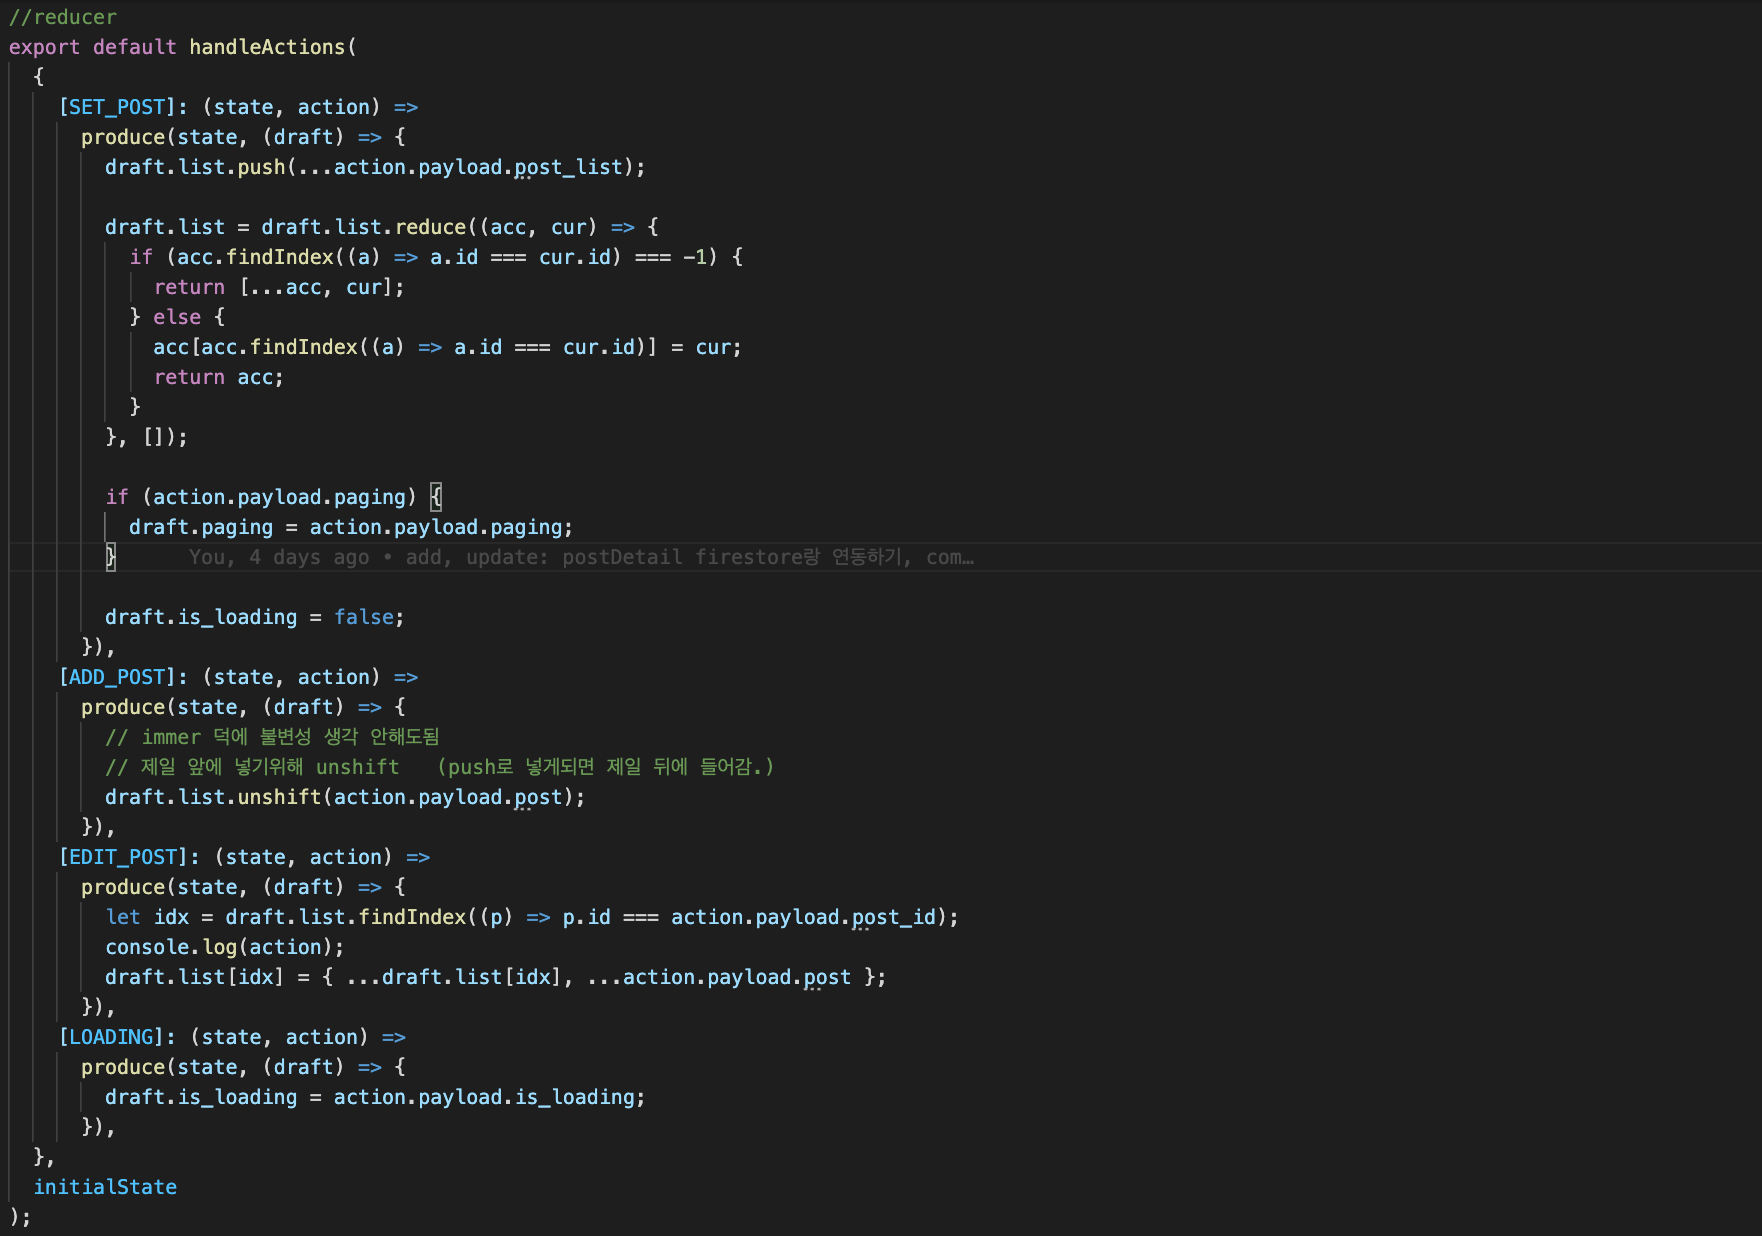 //reducer
export default handleActions(
  {
    [SET_POST]: (state, action) =>
      produce(state, (draft) => {
        draft.list.push(...action.payload.post_list);
        draft.list = draft.list.reduce((acc, cur) => {
          if (acc.findIndex((a) => a.id === cur.id) === -1) {
            return [...acc, cur];
          } else {
            acc[acc.findIndex((a) => a.id === cur.id)] = cur;
            return acc;
          }
        }, []);
        if (action.payload.paging) {
          draft.paging = action.payload.paging;
        }      You, 4 days ago • add, update: postDetail firestore랑 연동하기, com…
        draft.is_loading = false;
      }),
    [ADD_POST]: (state, action) =>
      produce(state, (draft) => {
        // immer 덕에 불변성 생각 안해도됨
        // 제일 앞에 넣기위해 unshift   (push로 넣게되면 제일 뒤에 들어감.)
        draft.list.unshift(action.payload.post);
      }),
    [EDIT_POST]: (state, action) =>
      produce(state, (draft) => {
        let idx = draft.list.findIndex((p) => p.id === action.payload.post_id);
        console.log(action);
        draft.list[idx] = { ...draft.list[idx], ...action.payload.post };
      }),
    [LOADING]: (state, action) =>
      produce(state, (draft) => {
        draft.is_loading = action.payload.is_loading;
      }),
  },
  initialState
);